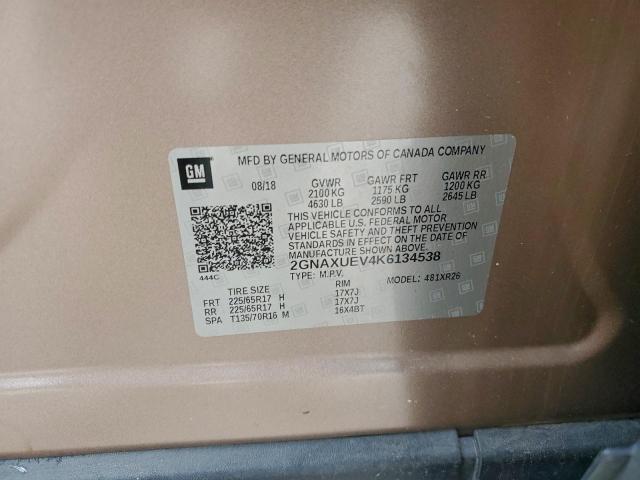 GM
MFD BY GENERAL MOTORS OF CANADA COMPANY
08/18 GVWR GAWR FRT GAWR RR
2100 KG 1175 KG 1200 KG
4630 LB 2590 LB 2645 LB
THIS VEHICLE CONFORMS TO ALL
APPLICABLE U.S. FEDERAL MOTOR
VEHICLE SAFETY AND THEFT PREVENTION
STANDARDS IN EFFECT ON THE DATE OF
MANUFACTURE SHOWN ABOVE.
2GNAXUEV4K6134538
444C
TYPE: M.P.V. MODEL: 481XR26
TIRE SIZE RIM
FRT 225/65R17 H 17X7J
RR 225/65R17 H 17X7J
SPA T135/70R16 M 16X4BT